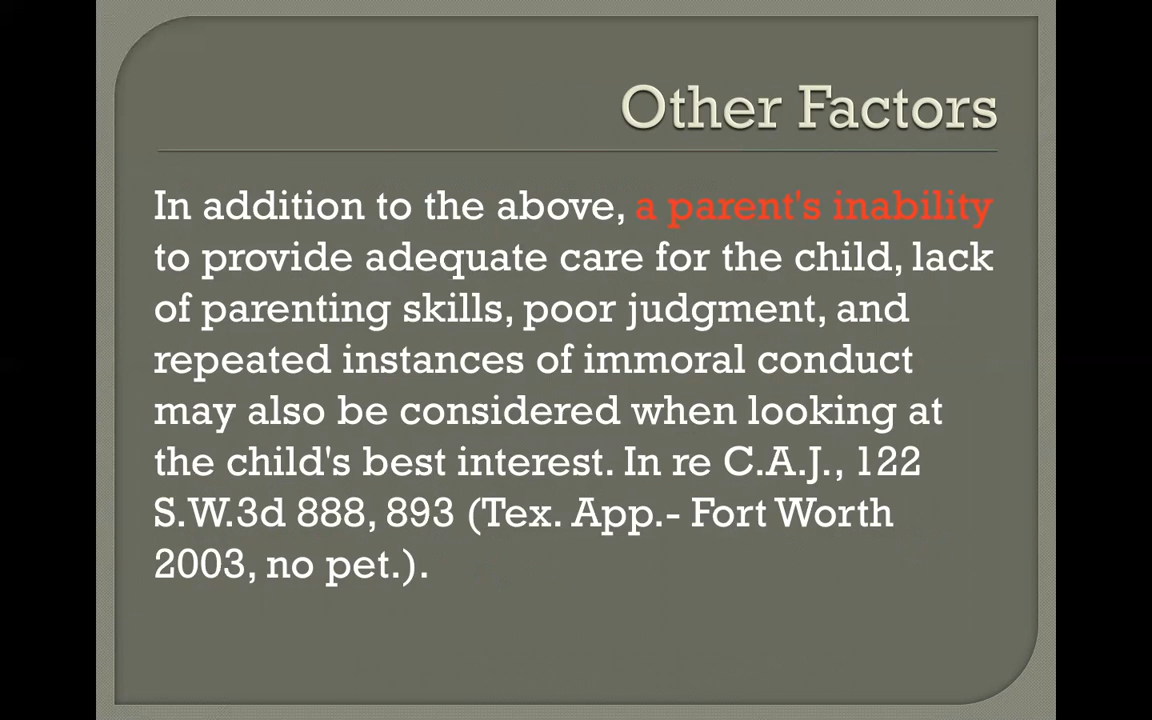 Other Factors
In addition to the above, a parent's inability
to provide adequate care for the child, lack
of parenting skills, poor judgment, and
repeated instances of immoral conduct
may also be considered when looking at
the child's best interest. In re C.A.J., 122
S.W.3d 888, 893 (Tex. App.- Fort Worth
2003, no pet.).